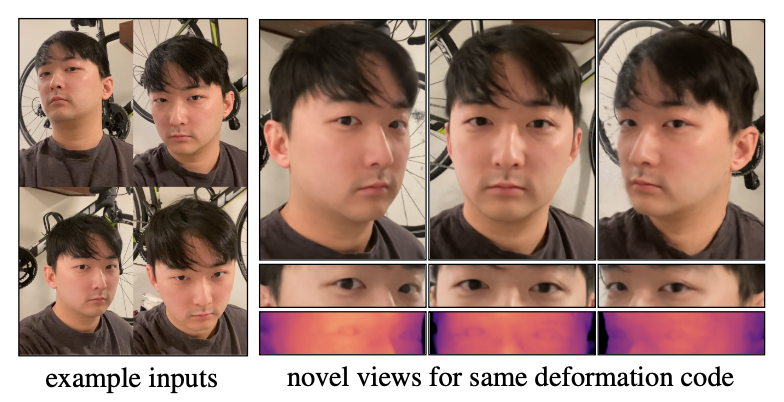 example inputs
novel views for same deformation code